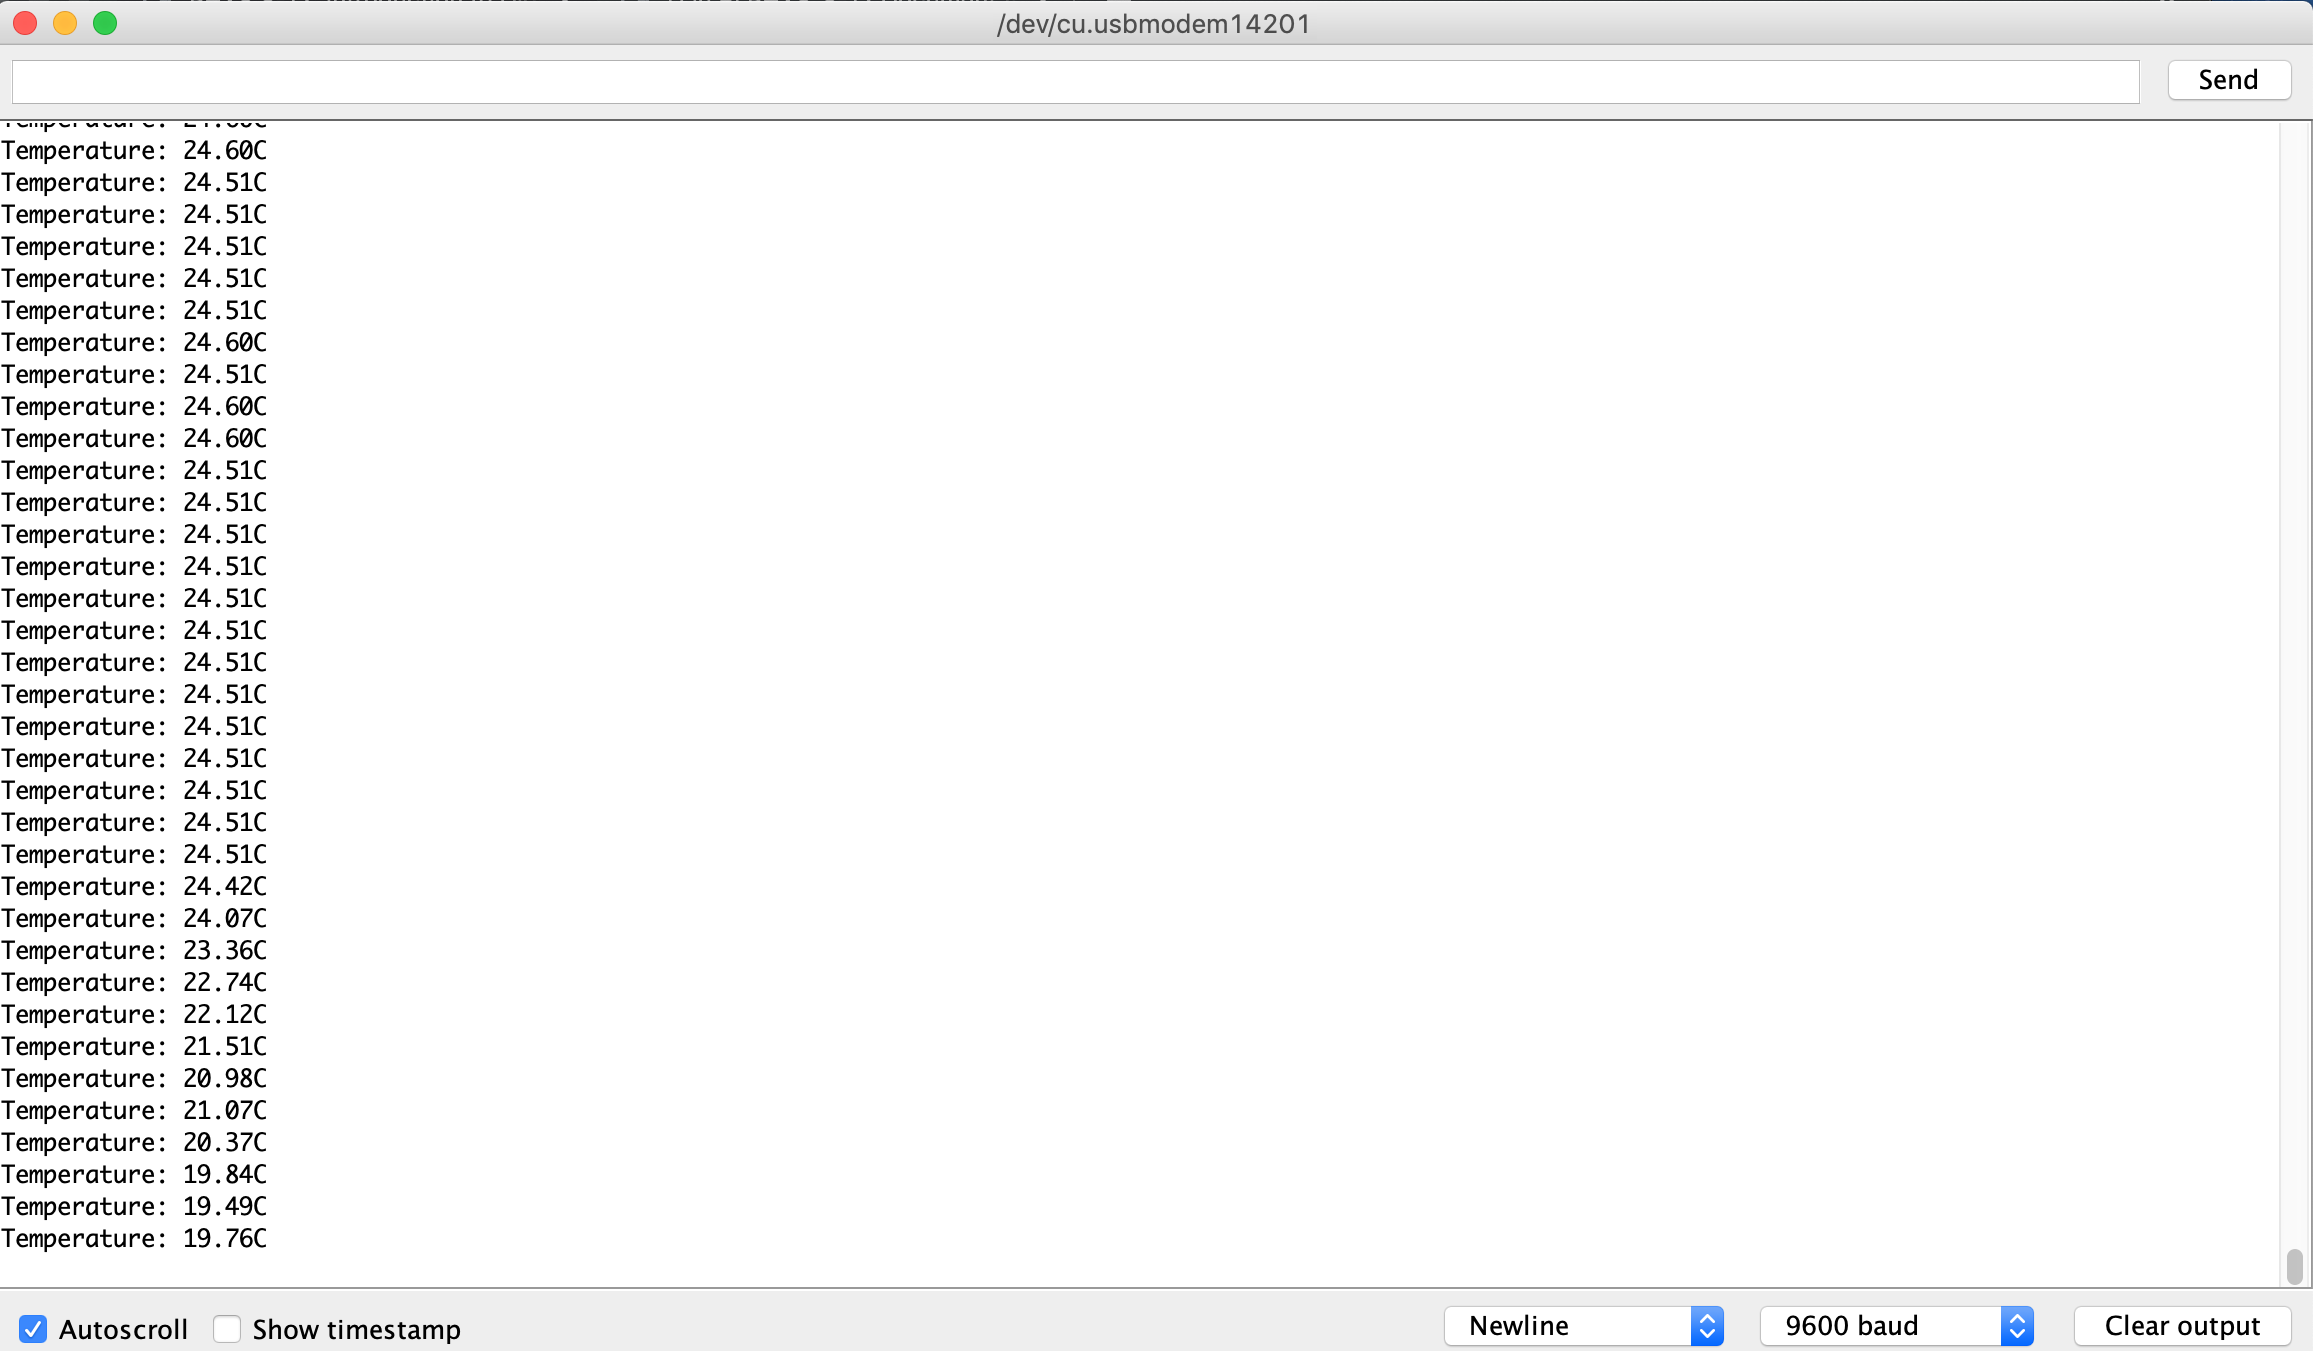 /dev/cu.usbmodem14201
Send
Temperature: 24.60C
Temperature: 24.60C
Temperature: 24.51C
Temperature: 24.51C
Temperature: 24.51C
Temperature: 24.51C
Temperature: 24.51C
Temperature: 24.60C
Temperature: 24.51C
Temperature: 24.60C
Temperature: 24.60C
Temperature: 24.51C
Temperature: 24.51C
Temperature: 24.51C
Temperature: 24.51C
Temperature: 24.51C
Temperature: 24.51C
Temperature: 24.51C
Temperature: 24.51C
Temperature: 24.51C
Temperature: 24.51C
Temperature: 24.51C
Temperature: 24.51C
Temperature: 24.51C
Temperature: 24.42C
Temperature: 24.07C
Temperature: 23.36C
Temperature: 22.74C
Temperature: 22.12C
Temperature: 21.51C
Temperature: 20.98C
Temperature: 21.07C
Temperature: 20.37C
Temperature: 19.84C
Temperature: 19.49C
Temperature: 19.76C
Autoscroll Show timestamp Newline 9600 baud Clear output